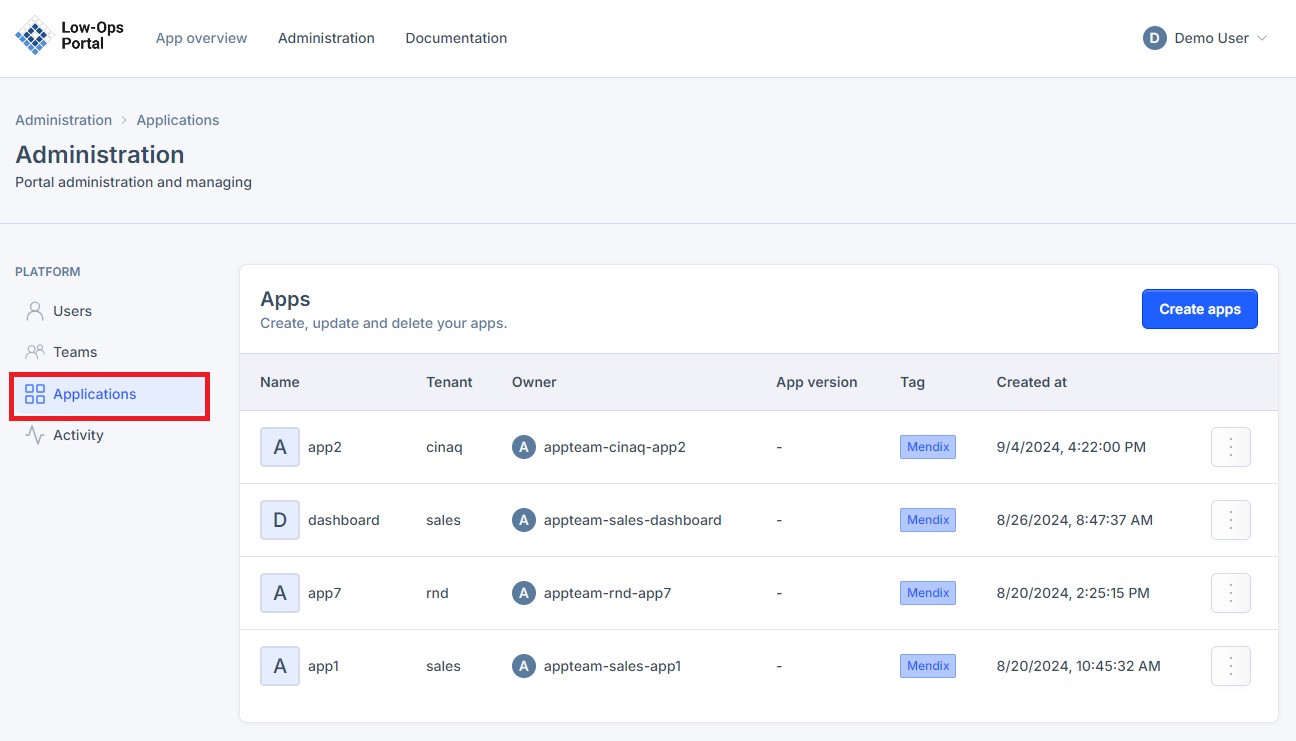 Low-Ops
Portal
App overview
Administration
Documentation
D Demo User
Administration > Applications
Administration
Portal administration and managing
PLATFORM
Users
Teams
Applications
Activity
Apps
Create, update and delete your apps.
Create apps
Name Tenant Owner App version Tag Created at
A app2 cinaq A appteam-cinaq-app2 - Mendix 9/4/2024, 4:22:00 PM
D dashboard sales A appteam-sales-dashboard - Mendix 8/26/2024, 8:47:37 AM
A app7 rnd A appteam-rnd-app7 - Mendix 8/20/2024, 2:25:15 PM
A app1 sales A appteam-sales-app1 - Mendix 8/20/2024, 10:45:32 AM